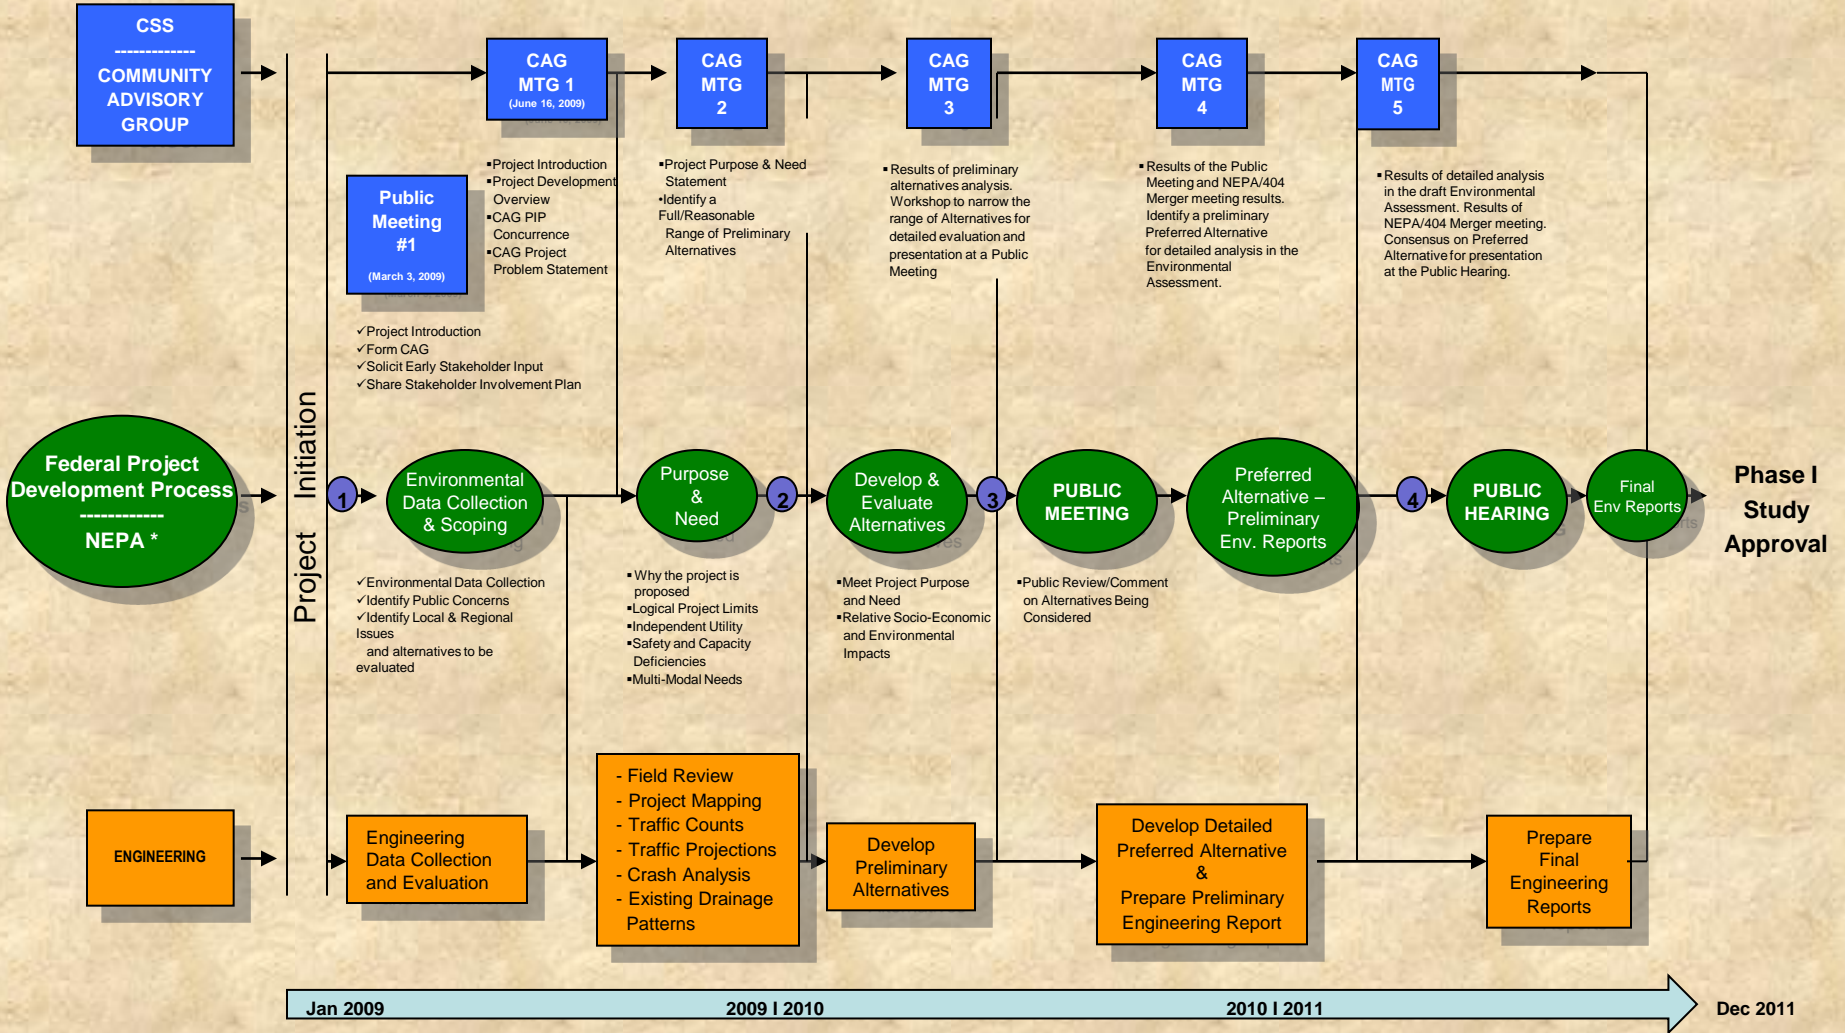 CSS
-------------
COMMUNITY
ADVISORY
GROUP
CAG
MTG 1
(June 16, 2009)
CAG
MTG
2
CAG
MTG
3
CAG
MTG
4
CAG
MTG
5
Public
Meeting
#1
(March 3, 2009)
▪Project Introduction
▪Project Development
Overview
▪CAG PIP
Concurrence
▪CAG Project
Problem Statement
▪Project Purpose & Need
Statement
•Identify a
Full/Reasonable
Range of Preliminary
Alternatives
▪ Results of preliminary
alternatives analysis.
Workshop to narrow the
range of Alternatives for
detailed evaluation and
presentation at a Public
Meeting
▪ Results of the Public
Meeting and NEPA/404
Merger meeting results.
Identify a preliminary
Preferred Alternative
for detailed analysis in the
Environmental
Assessment.
▪ Results of detailed analysis
in the draft Environmental
Assessment. Results of
NEPA/404 Merger meeting.
Consensus on Preferred
Alternative for presentation
at the Public Hearing.
✓Project Introduction
✓Form CAG
✓Solicit Early Stakeholder Input
✓Share Stakeholder Involvement Plan
Project Initiation
Federal Project
Development Process
------------
NEPA *
1
Environmental
Data Collection
& Scoping
Purpose
&
Need
2
Develop &
Evaluate
Alternatives
3
PUBLIC
MEETING
Preferred
Alternative –
Preliminary
Env. Reports
4
PUBLIC
HEARING
Final
Env Reports
Phase I
Study
Approval
✓Environmental Data Collection
✓Identify Public Concerns
✓Identify Local & Regional
Issues
and alternatives to be
evaluated
▪ Why the project is
proposed
▪Logical Project Limits
▪Independent Utility
▪Safety and Capacity
Deficiencies
▪Multi-Modal Needs
▪Meet Project Purpose
and Need
▪Relative Socio-Economic
and Environmental
Impacts
▪Public Review/Comment
on Alternatives Being
Considered
ENGINEERING
Engineering
Data Collection
and Evaluation
- Field Review
- Project Mapping
- Traffic Counts
- Traffic Projections
- Crash Analysis
- Existing Drainage
Patterns
Develop
Preliminary
Alternatives
Develop Detailed
Preferred Alternative
&
Prepare Preliminary
Engineering Report
Prepare
Final
Engineering
Reports
Jan 2009
2009 I 2010
2010 I 2011
Dec 2011